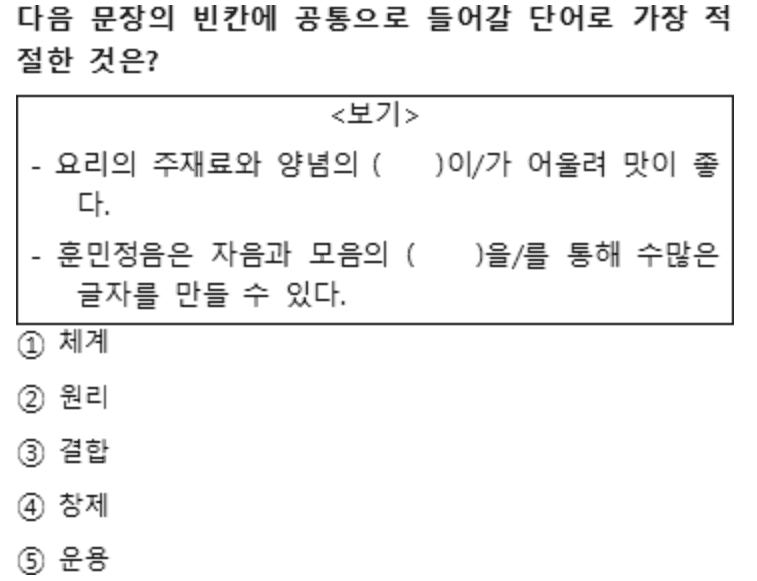 다음 문장의 빈칸에 공통으로 들어갈 단어로 가장 적
절한 것은?
<보기>
- 요리의 주재료와 양념의 (    )이/가 어울려 맛이 좋
다.
- 훈민정음은 자음과 모음의 (    )을/를 통해 수많은
글자를 만들 수 있다.
① 체계
② 원리
③ 결합
④ 창제
⑤ 운용